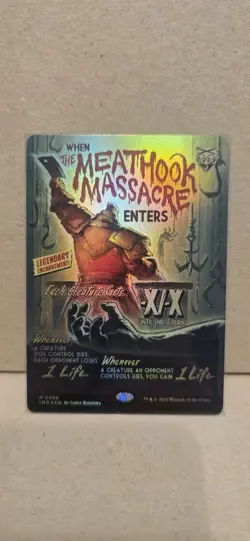 WHEN
THE MEATHOOK
MASSACRE
ENTERS
LEGENDARY
ENCHANTMENT
Each Creature Gets
-X/-X
UNTIL END OF TURN
Whenever
A CREATURE
YOU CONTROL DIES,
EACH OPPONENT LOSES
1 Life
Whenever
A CREATURE AN OPPONENT
CONTROLS DIES, YOU GAIN
1 Life